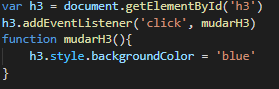 var h3 = document.getElementById('h3')
h3.addEventListener('click', mudarH3)
function mudarH3(){
    h3.style.backgroundColor = 'blue'
}